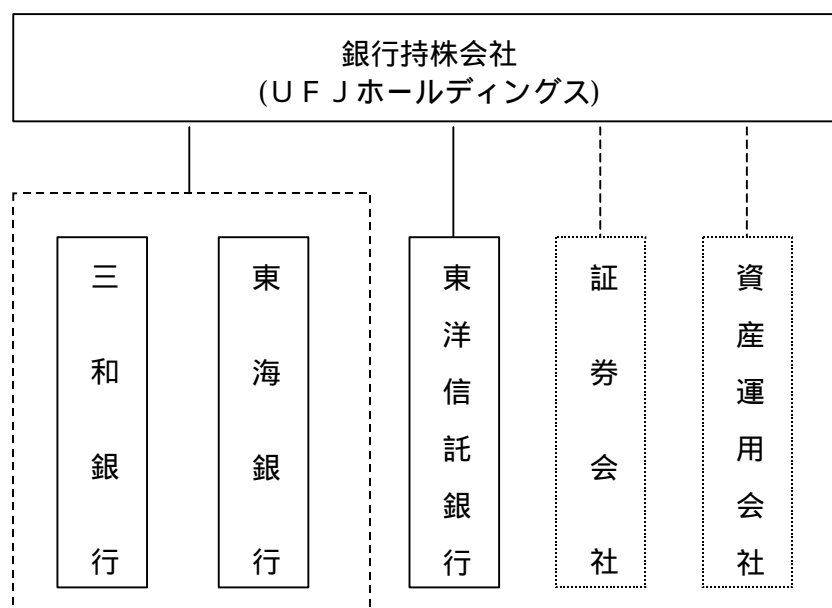 銀行持株会社
(ＵＦＪホールディングス)
三和銀行
東海銀行
東洋信託銀行
証券会社
資産運用会社